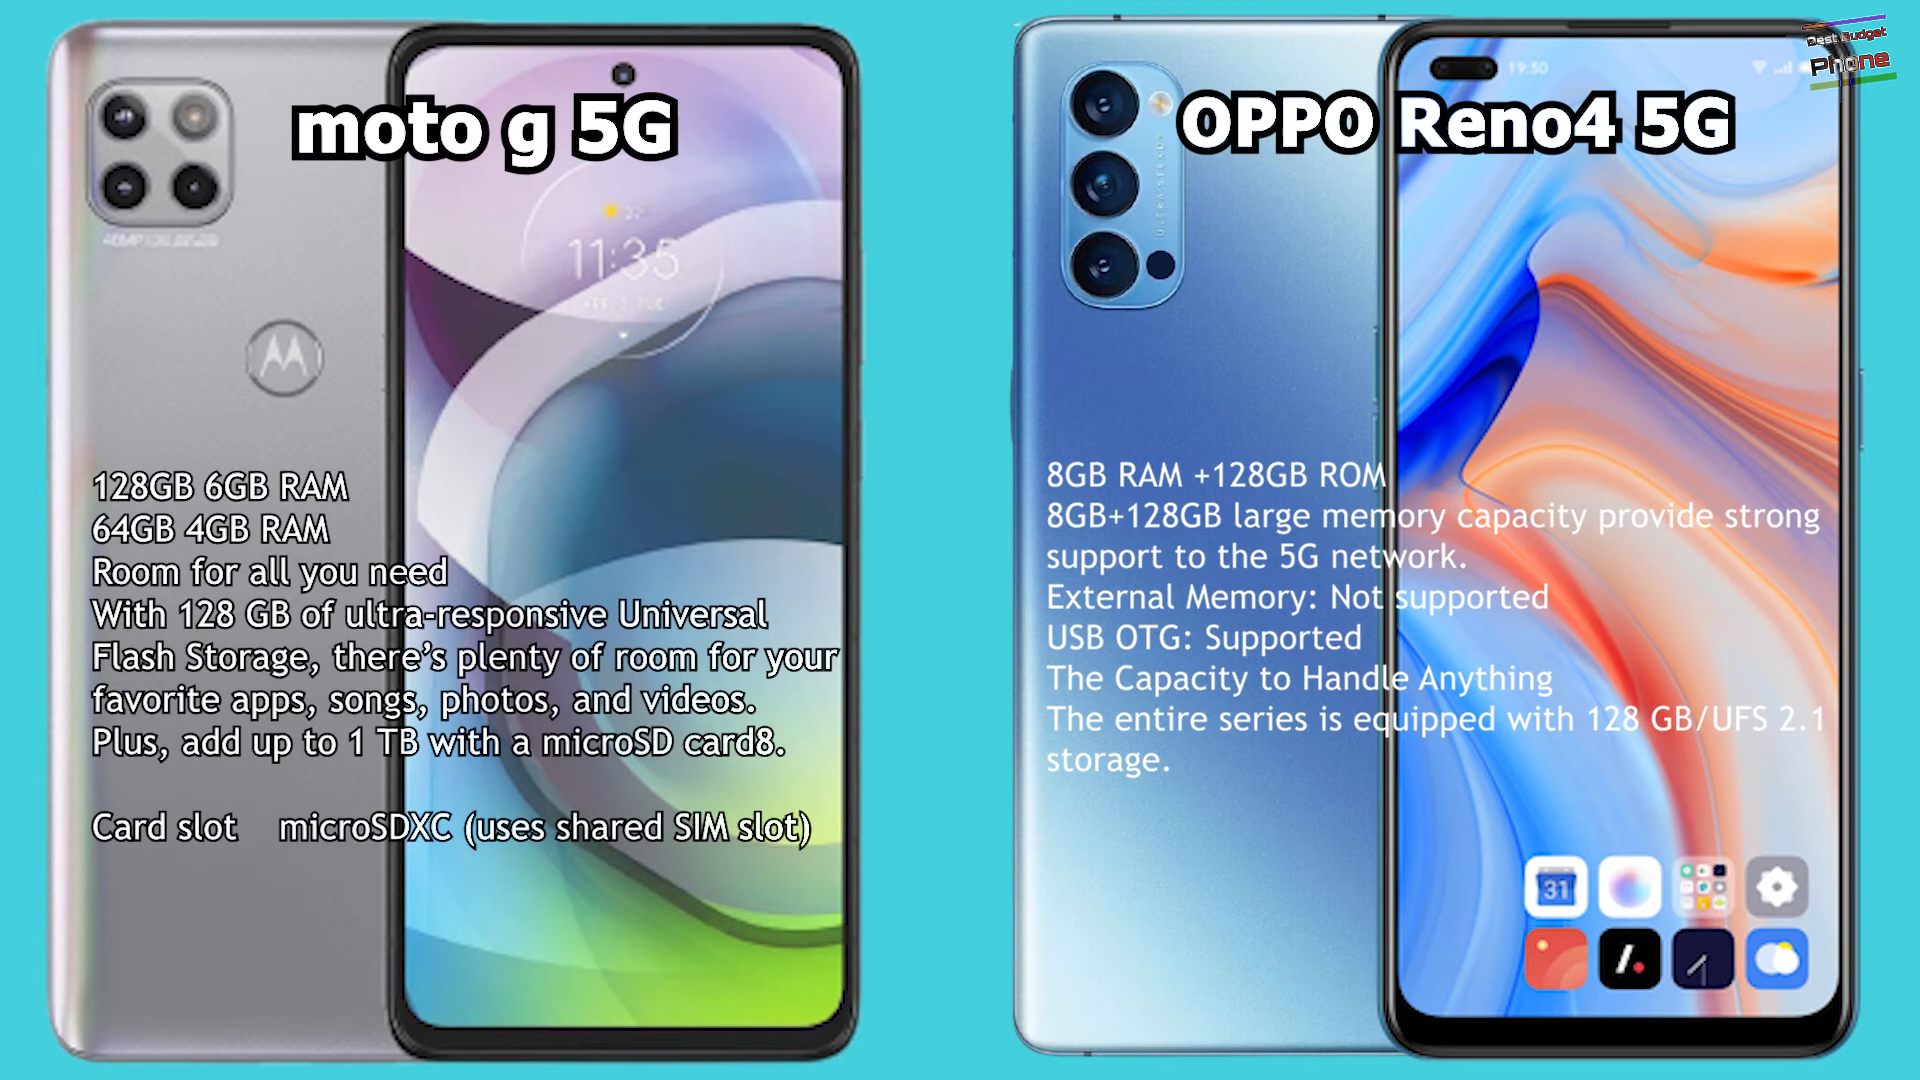 moto g 5G
11:35
128GB 6GB RAM
64GB 4GB RAM
Room for all you need
With 128 GB of ultra-responsive Universal
Flash Storage, there's plenty of room for your
favorite apps, songs, photos, and videos.
Plus, add up to 1 TB with a microSD card8.
Card slot microSDXC (uses shared SIM slot)
Best Budget
Phone
19:30
OPPO Reno4 5G
8GB RAM +128GB ROM
8GB+128GB large memory capacity provide strong
support to the 5G network.
External Memory: Not supported
USB OTG: Supported
The Capacity to Handle Anything
The entire series is equipped with 128 GB/UFS 2.1
storage.
31